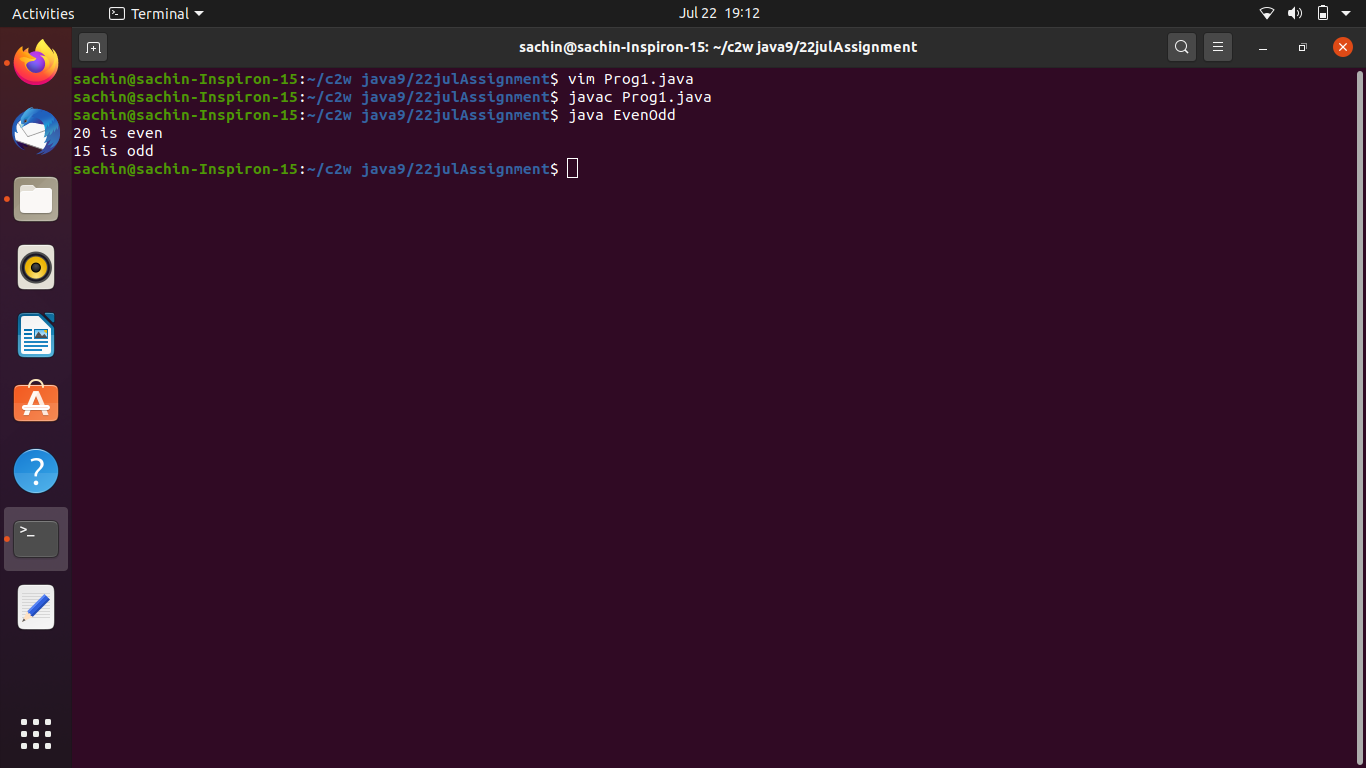 Activities
Terminal
Jul 22 19:12
sachin@sachin-Inspiron-15: ~/c2w java9/22julAssignment
sachin@sachin-Inspiron-15:~/c2w java9/22julAssignment$ vim Prog1.java
sachin@sachin-Inspiron-15:~/c2w java9/22julAssignment$ javac Prog1.java
sachin@sachin-Inspiron-15:~/c2w java9/22julAssignment$ java EvenOdd
20 is even
15 is odd
sachin@sachin-Inspiron-15:~/c2w java9/22julAssignment$